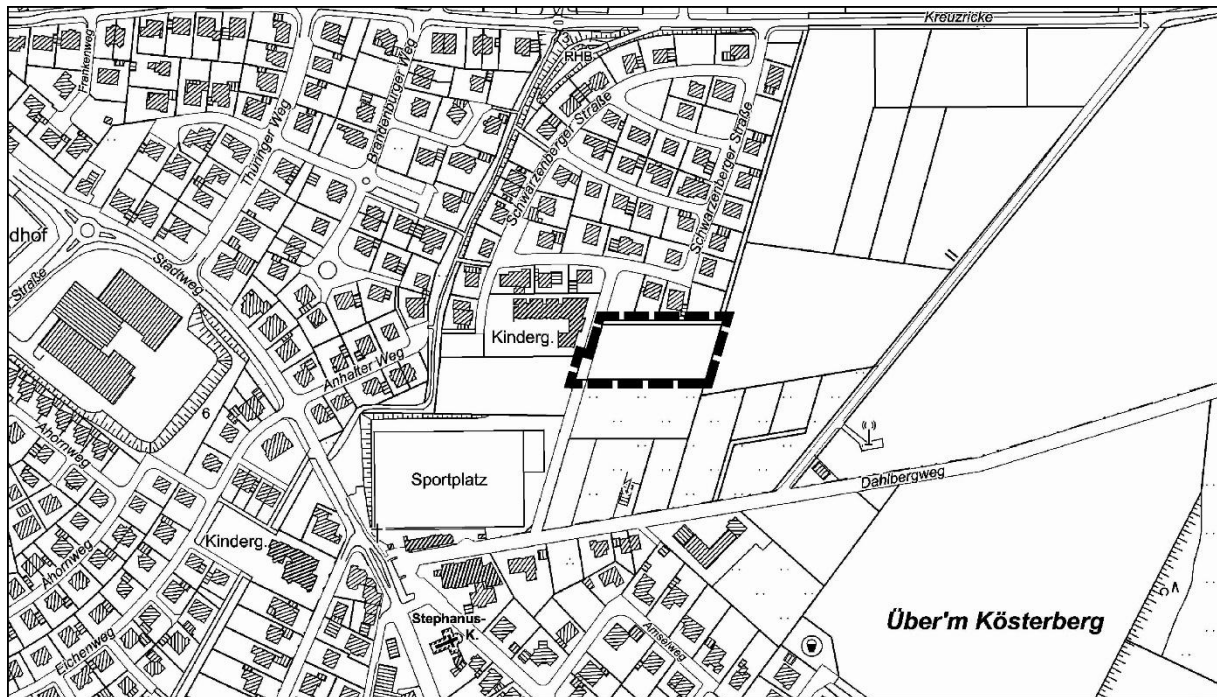 Kreuzricke
RHB
Frankenweg
Thüringer Weg
Brandenburger Weg
Schwarzenberger Straße
Schwarzenberger Straße
dhof
Straße
Stadtweg
Kinderg.
Anhalter Weg
6
Ahornweg
Sportplatz
Dahlbergweg
Kinderg.
Ahornweg
Eichenweg
Stephanus-
K.
Amselweg
Über'm Kösterberg